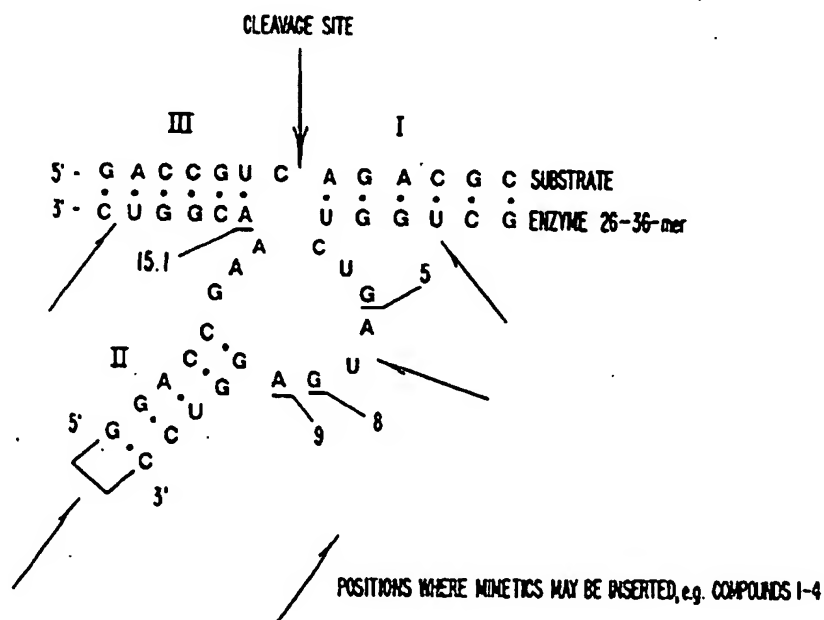 CLEAVAGE SITE
III I
5' - G A C C G U C A G A C G C SUBSTRATE
3' - C U G G C A U G G U C G ENZYME 26-36-mer
15.1 A C
A U
G G 5
C A
II C G U
A G A G
G U 9 8
5' G C
C
3'
POSITIONS WHERE MIMETICS MAY BE INSERTED, e.g. COMPOUNDS 1-4